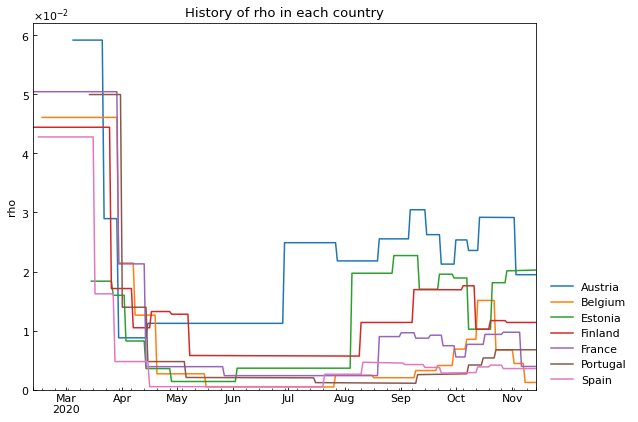 History of rho in each country
×10⁻²
6
5
4
3
2
1
0
rho
Mar Apr May Jun Jul Aug Sep Oct Nov
2020
Austria
Belgium
Estonia
Finland
France
Portugal
Spain